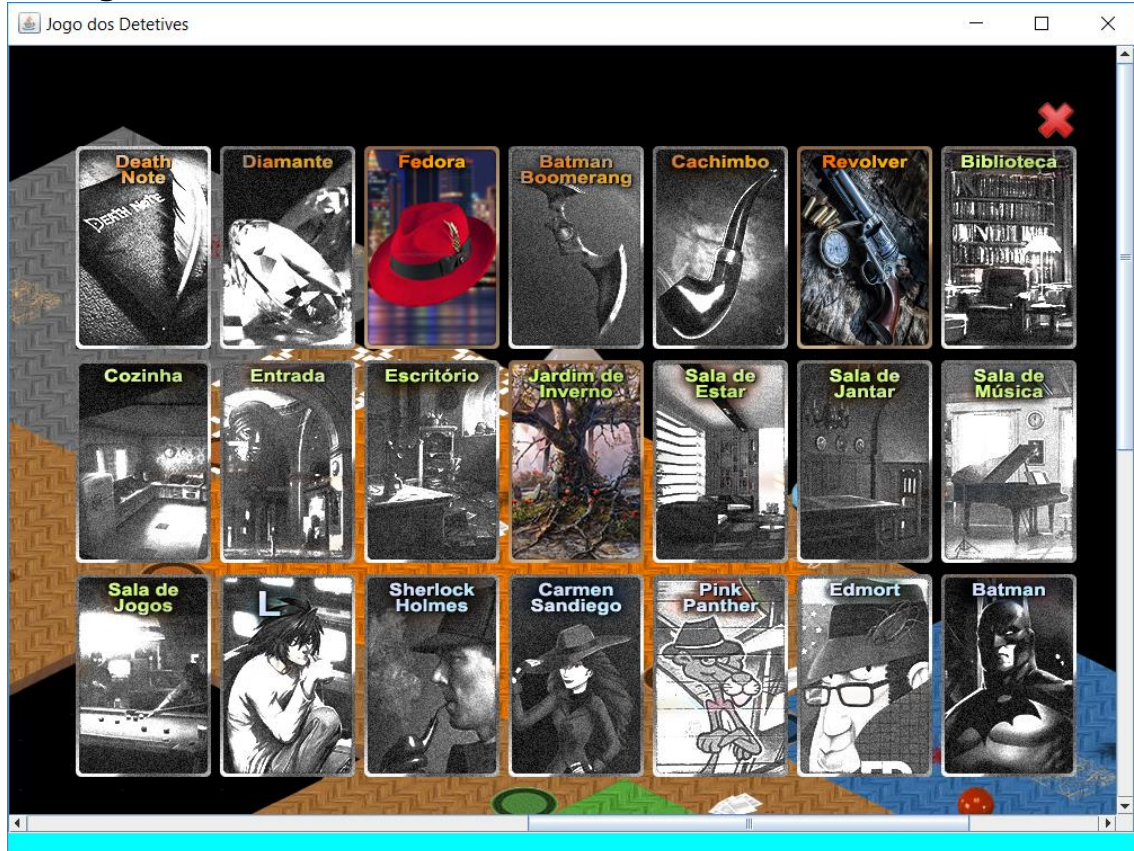 Jogo dos Detetives
Death
Note
DEATH NOTE
Diamante
Fedora
Batman
Boomerang
Cachimbo
Revolver
Biblioteca
Cozinha
Entrada
Escritório
Jardim de
Inverno
Sala de
Estar
Sala de
Jantar
Sala de
Música
Sala de
Jogos
L
Sherlock
Holmes
Carmen
Sandiego
Pink
Panther
Edmort
Batman